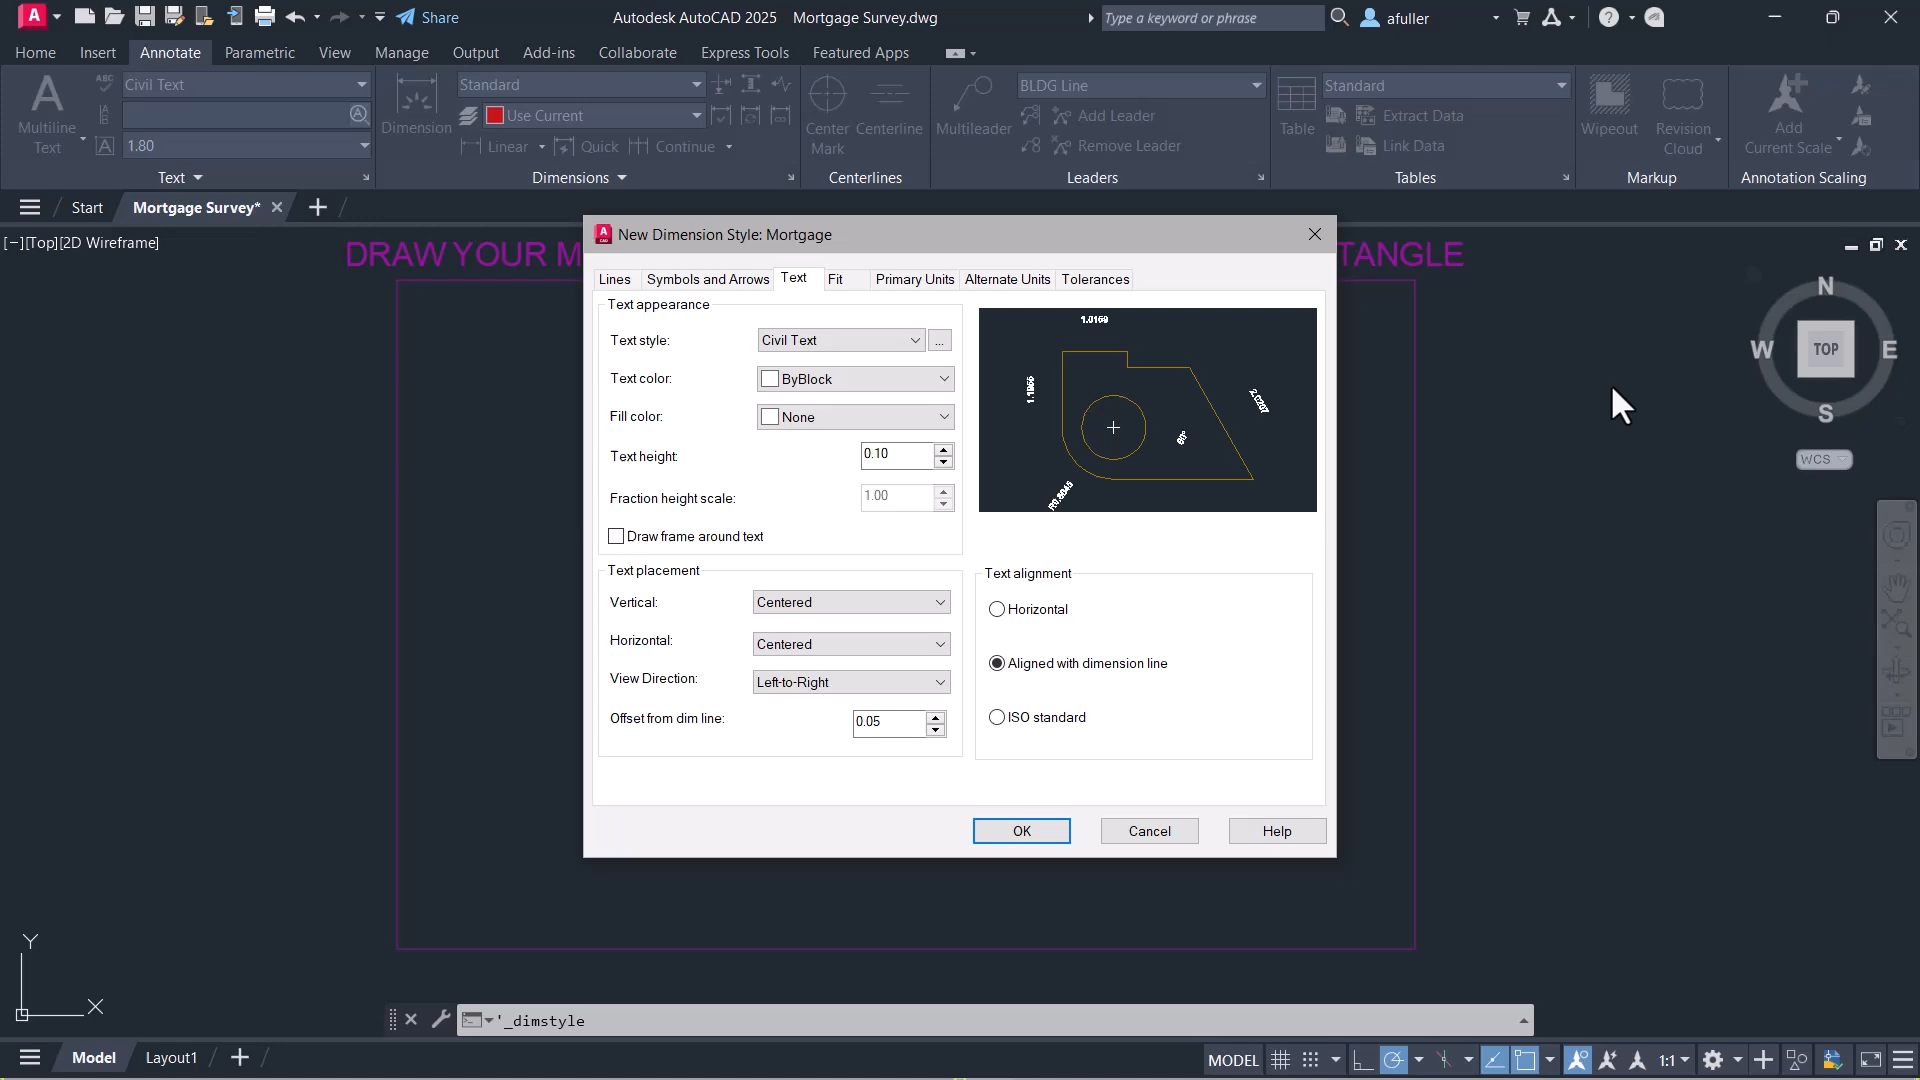 Share
Autodesk AutoCAD 2025 Mortgage Survey.dwg
Type a keyword or phrase
afuller
Home Insert Annotate Parametric View Manage Output Add-ins Collaborate Express Tools Featured Apps
Multiline Text
Civil Text
1.80
Text
Dimension
Standard
Use Current
Linear Quick Continue
Dimensions
Center Mark
Centerline
Centerlines
Multileader
BLDG Line
Add Leader
Remove Leader
Leaders
Table
Standard
Extract Data
Link Data
Tables
Wipeout
Revision Cloud
Markup
Add Current Scale
Annotation Scaling
Start
Mortgage Survey*
[−][Top][2D Wireframe]
DRAW YOUR M
TANGLE
N
W TOP E
S
WCS
New Dimension Style: Mortgage
Lines Symbols and Arrows Text Fit Primary Units Alternate Units Tolerances
Text appearance
Text style: Civil Text ...
Text color: ByBlock
Fill color: None
Text height: 0.10
Fraction height scale: 1.00
Draw frame around text
1.0159
1.1955
2.0207
60°
R0.8045
Text placement
Vertical: Centered
Horizontal: Centered
View Direction: Left-to-Right
Offset from dim line: 0.05
Text alignment
Horizontal
Aligned with dimension line
ISO standard
OK Cancel Help
Y
X
'_dimstyle
Model Layout1
MODEL
1:1